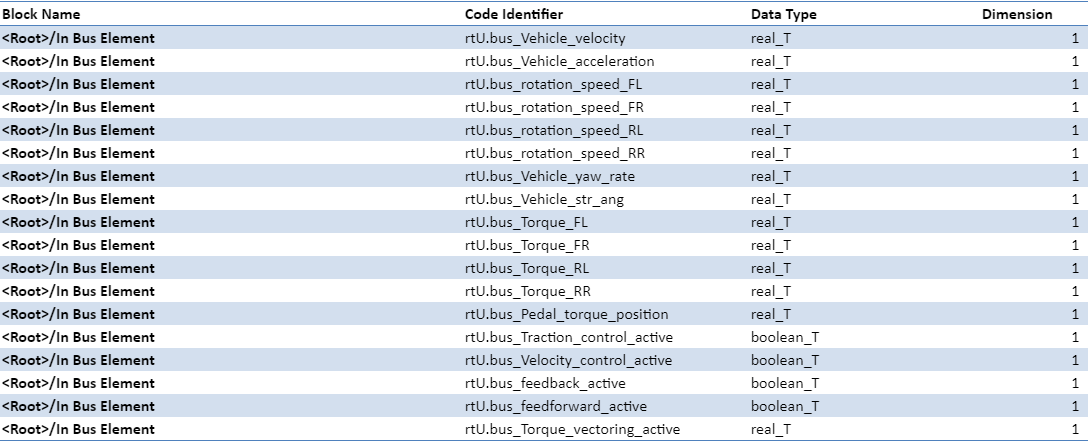 Block Name Code Identifier Data Type Dimension
<Root>/In Bus Element rtU.bus_Vehicle_velocity real_T 1
<Root>/In Bus Element rtU.bus_Vehicle_acceleration real_T 1
<Root>/In Bus Element rtU.bus_rotation_speed_FL real_T 1
<Root>/In Bus Element rtU.bus_rotation_speed_FR real_T 1
<Root>/In Bus Element rtU.bus_rotation_speed_RL real_T 1
<Root>/In Bus Element rtU.bus_rotation_speed_RR real_T 1
<Root>/In Bus Element rtU.bus_Vehicle_yaw_rate real_T 1
<Root>/In Bus Element rtU.bus_Vehicle_str_ang real_T 1
<Root>/In Bus Element rtU.bus_Torque_FL real_T 1
<Root>/In Bus Element rtU.bus_Torque_FR real_T 1
<Root>/In Bus Element rtU.bus_Torque_RL real_T 1
<Root>/In Bus Element rtU.bus_Torque_RR real_T 1
<Root>/In Bus Element rtU.bus_Pedal_torque_position real_T 1
<Root>/In Bus Element rtU.bus_Traction_control_active boolean_T 1
<Root>/In Bus Element rtU.bus_Velocity_control_active boolean_T 1
<Root>/In Bus Element rtU.bus_feedback_active boolean_T 1
<Root>/In Bus Element rtU.bus_feedforward_active boolean_T 1
<Root>/In Bus Element rtU.bus_Torque_vectoring_active real_T 1